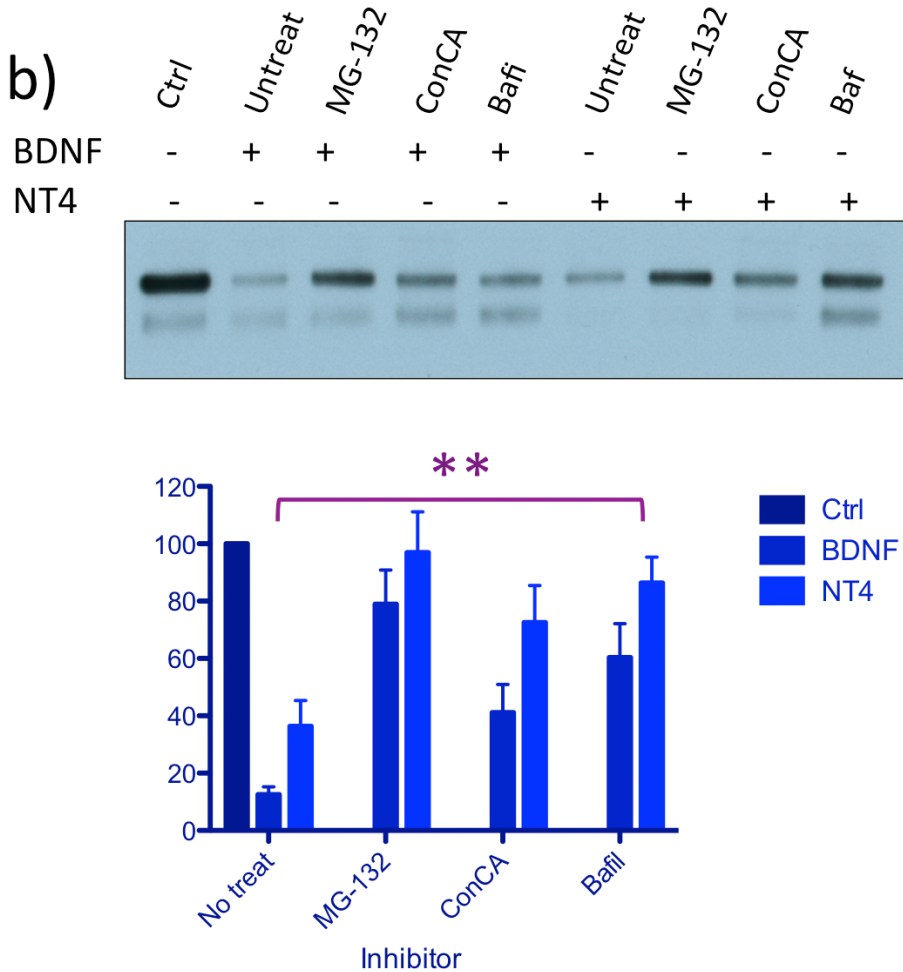 b)
Ctrl Untreat MG-132 ConCA Bafi Untreat MG-132 ConCA Baf
BDNF - + + + + - - - -
NT4 - - - - - + + + +
**
120
100
80
60
40
20
0
Ctrl
BDNF
NT4
No treat MG-132 ConCA Bafil
Inhibitor